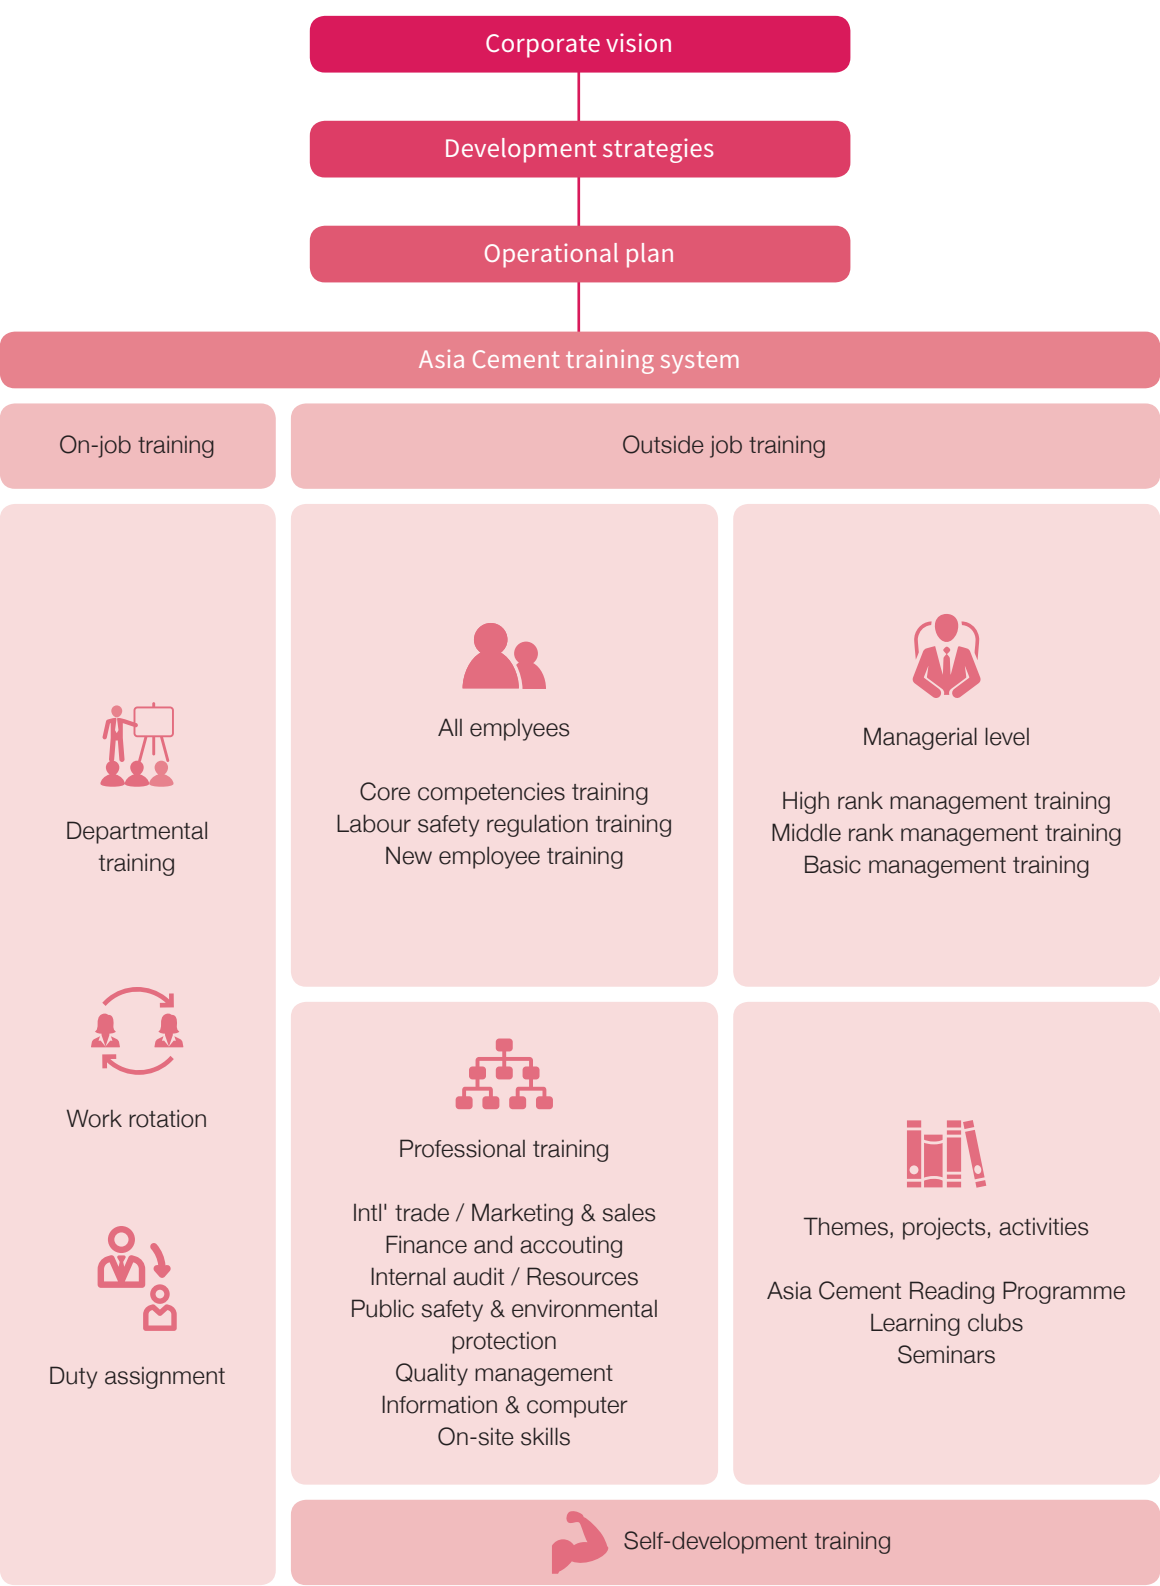 Corporate vision
Development strategies
Operational plan
Asia Cement training system
On-job training
Outside job training
Departmental
training
Work rotation
Duty assignment
All emplyees
Core competencies training
Labour safety regulation training
New employee training
Managerial level
High rank management training
Middle rank management training
Basic management training
Professional training
Intl' trade / Marketing & sales
Finance and accouting
Internal audit / Resources
Public safety & environmental
protection
Quality management
Information & computer
On-site skills
Themes, projects, activities
Asia Cement Reading Programme
Learning clubs
Seminars
Self-development training